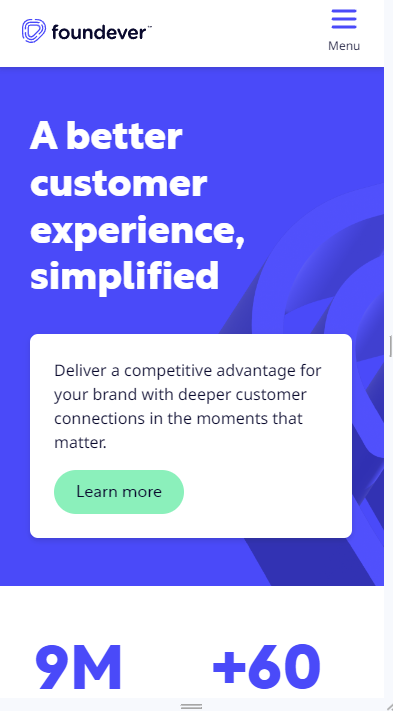 foundever™
Menu
A better
customer
experience,
simplified
Deliver a competitive advantage for
your brand with deeper customer
connections in the moments that
matter.
Learn more
9M +60